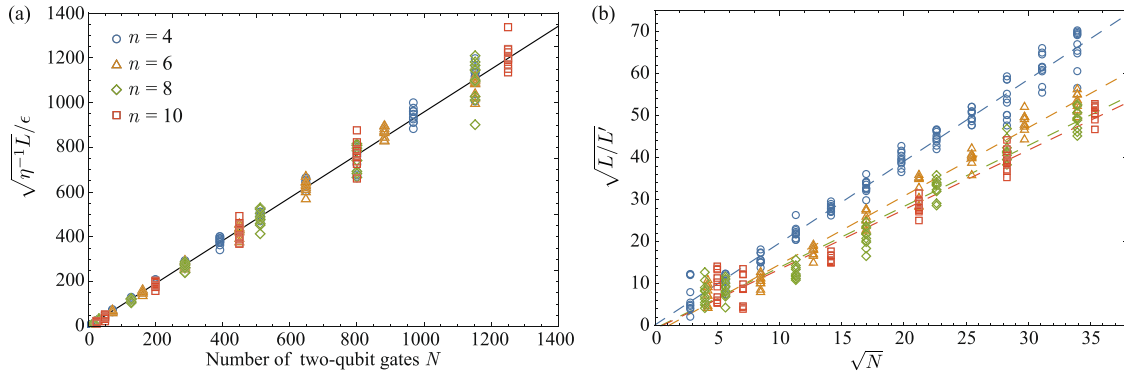 (a)
1400
1200
1000
800
600
400
200
0
√η⁻¹L/ϵ
n = 4
n = 6
n = 8
n = 10
0 200 400 600 800 1000 1200 1400
Number of two-qubit gates N
(b)
70
60
50
40
30
20
10
0
√L/L′
0 5 10 15 20 25 30 35
√N